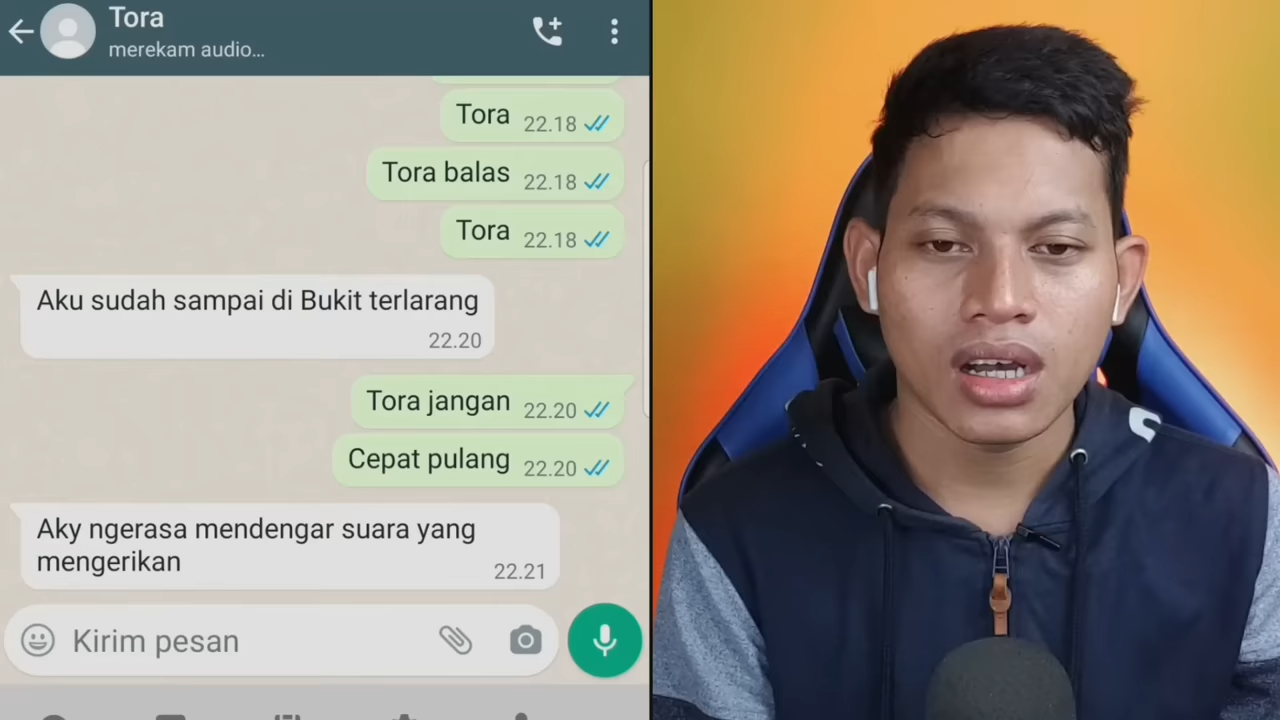 Tora
merekam audio...
Tora 22.18
Tora balas 22.18
Tora 22.18
Aku sudah sampai di Bukit terlarang
22.20
Tora jangan 22.20
Cepat pulang 22.20
Aky ngerasa mendengar suara yang
mengerikan
22.21
Kirim pesan